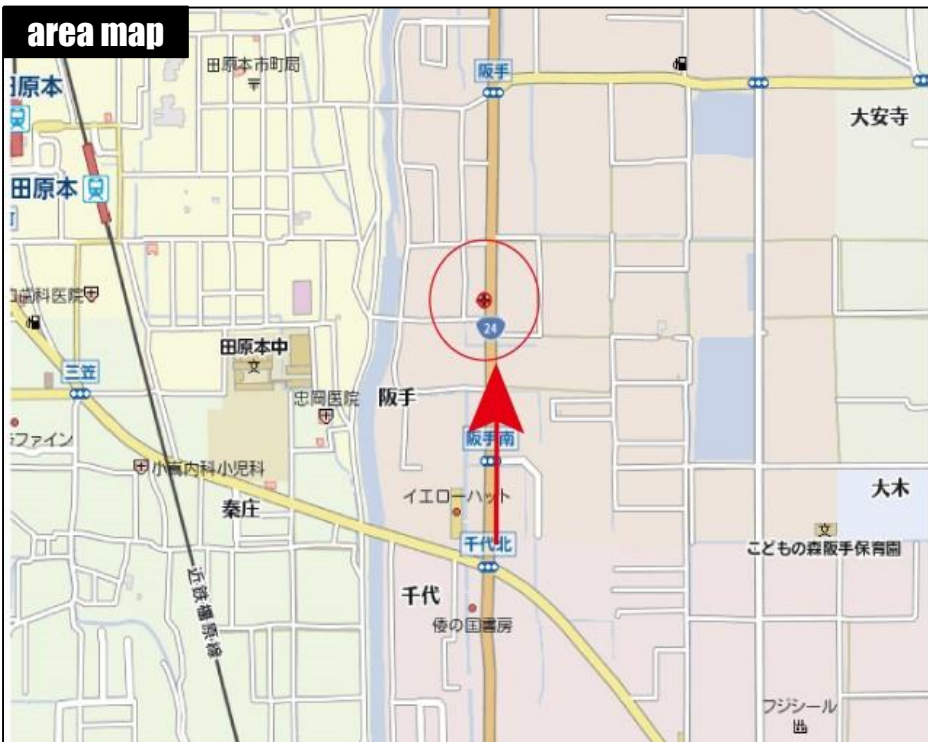 area map
田原本市町局
阪手
大安寺
田原本
24
歯科医院
田原本中
三笠
忠岡医院
阪手
ファイン
阪手南
小嶌内科小児科
イエローハット
大木
秦庄
千代北
こどもの森阪手保育園
千代
近鉄橿原線
倭の国書房
フジシール